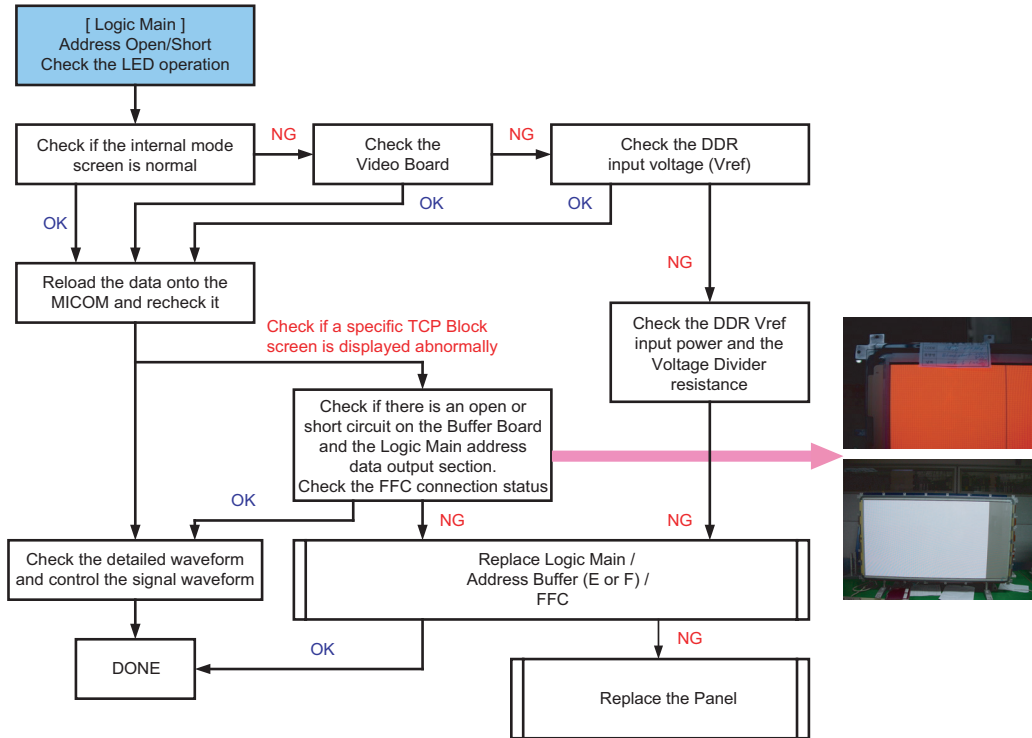 [ Logic Main ]
Address Open/Short
Check the LED operation
Check if the internal mode
screen is normal
NG
Check the
Video Board
NG
Check the DDR
input voltage (Vref)
OK
OK
OK
NG
Reload the data onto the
MICOM and recheck it
Check if a specific TCP Block
screen is displayed abnormally
Check the DDR Vref
input power and the
Voltage Divider
resistance
Check if there is an open or
short circuit on the Buffer Board
and the Logic Main address
data output section.
Check the FFC connection status
OK
NG
NG
Check the detailed waveform
and control the signal waveform
Replace Logic Main /
Address Buffer (E or F) /
FFC
OK
NG
DONE
Replace the Panel